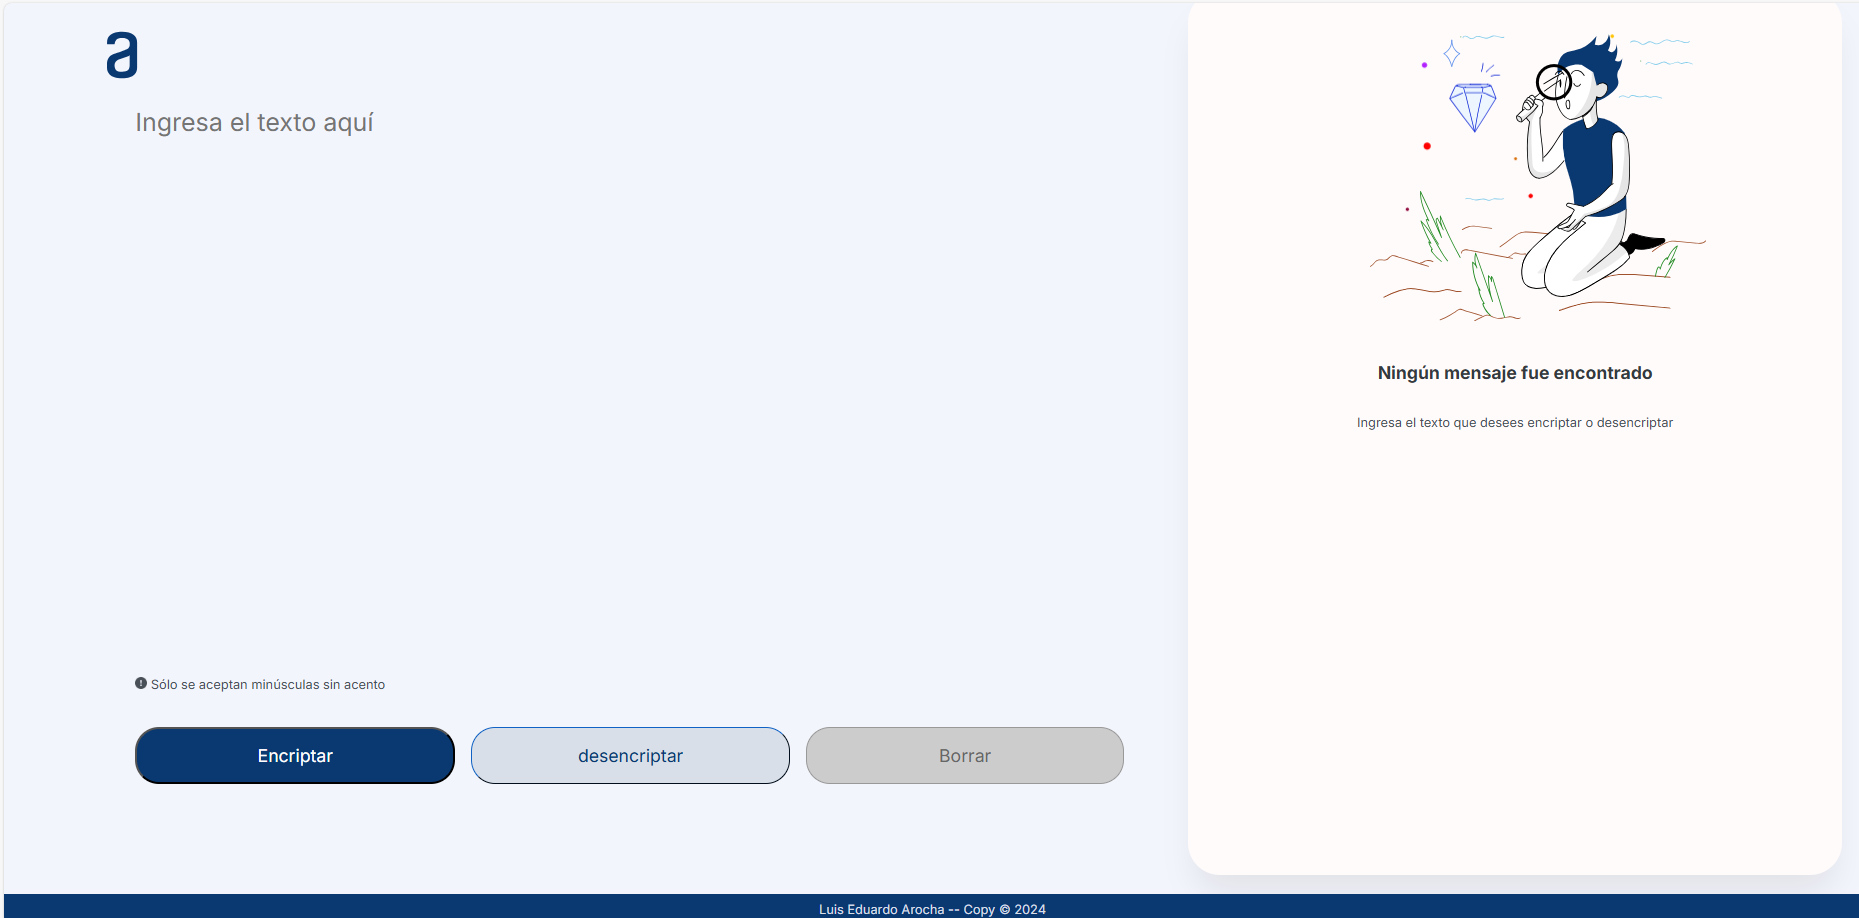 a
Ingresa el texto aquí
Sólo se aceptan minúsculas sin acento
Encriptar
desencriptar
Borrar
Ningún mensaje fue encontrado
Ingresa el texto que desees encriptar o desencriptar
Luis Eduardo Arocha -- Copy © 2024